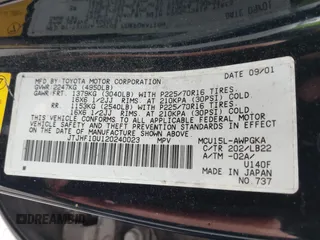 MFD. BY TOYOTA MOTOR CORPORATION DATE 09/01
GVWR 2247KG (4950LB)
GAWR:FRT. 1379KG (3040LB) WITH P225/70R16 TIRES
16X6 1/2JJ RIMS AT 210KPA (30PSI) COLD
RR. 1153KG (2540LB) WITH P225/70R16 TIRES
16X6 1/2JJ RIMS AT 210KPA (30PSI) COLD
THIS VEHICLE CONFORMS TO ALL APPLICABLE FEDERAL MOTOR VEHICLE
SAFETY AND THEFT PREVENTION STANDARDS IN EFFECT ON
THE DATE OF MANUFACTURE SHOWN ABOVE.
JTJHF10U120240023 MPV MCU15L-AWPGKA
C/TR 202/LB22
A/TM -02A/
U140F
MADE IN JAPAN
NO. 737
©DRAMBID